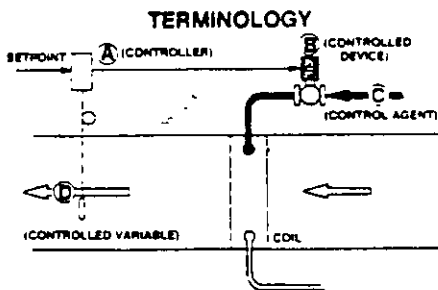 TERMINOLOGY
SETPOINT
A (CONTROLLER)
B (CONTROLLED
DEVICE)
C
(CONTROL AGENT)
D
(CONTROLLED VARIABLE)
COIL